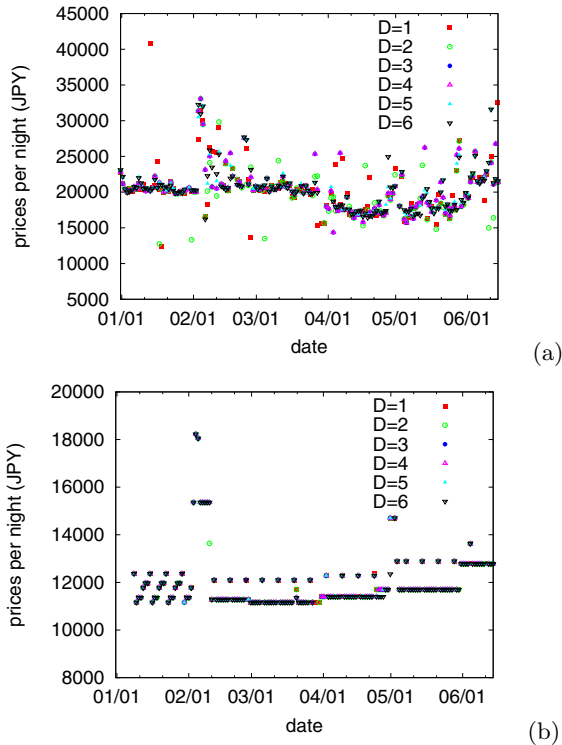 45000
40000
35000
30000
25000
20000
15000
10000
5000
prices per night (JPY)
D=1
D=2
D=3
D=4
D=5
D=6
01/01 02/01 03/01 04/01 05/01 06/01
date
(a)
20000
18000
16000
14000
12000
10000
8000
prices per night (JPY)
D=1
D=2
D=3
D=4
D=5
D=6
01/01 02/01 03/01 04/01 05/01 06/01
date
(b)